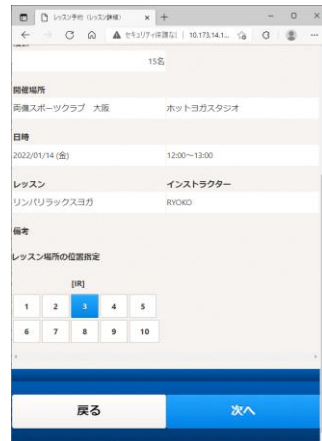 レッスン予約 (レッスン詳細)
セキュリティ保護なし | 10.173.14.1...
15名
開催場所
両備スポーツクラブ 大阪 ホットヨガスタジオ
日時
2022/01/14 (金) 12:00~13:00
レッスン インストラクター
リンパリラックスヨガ RYOKO
備考
レッスン場所の位置指定
[IR]
1 2 3 4 5
6 7 8 9 10
戻る 次へ